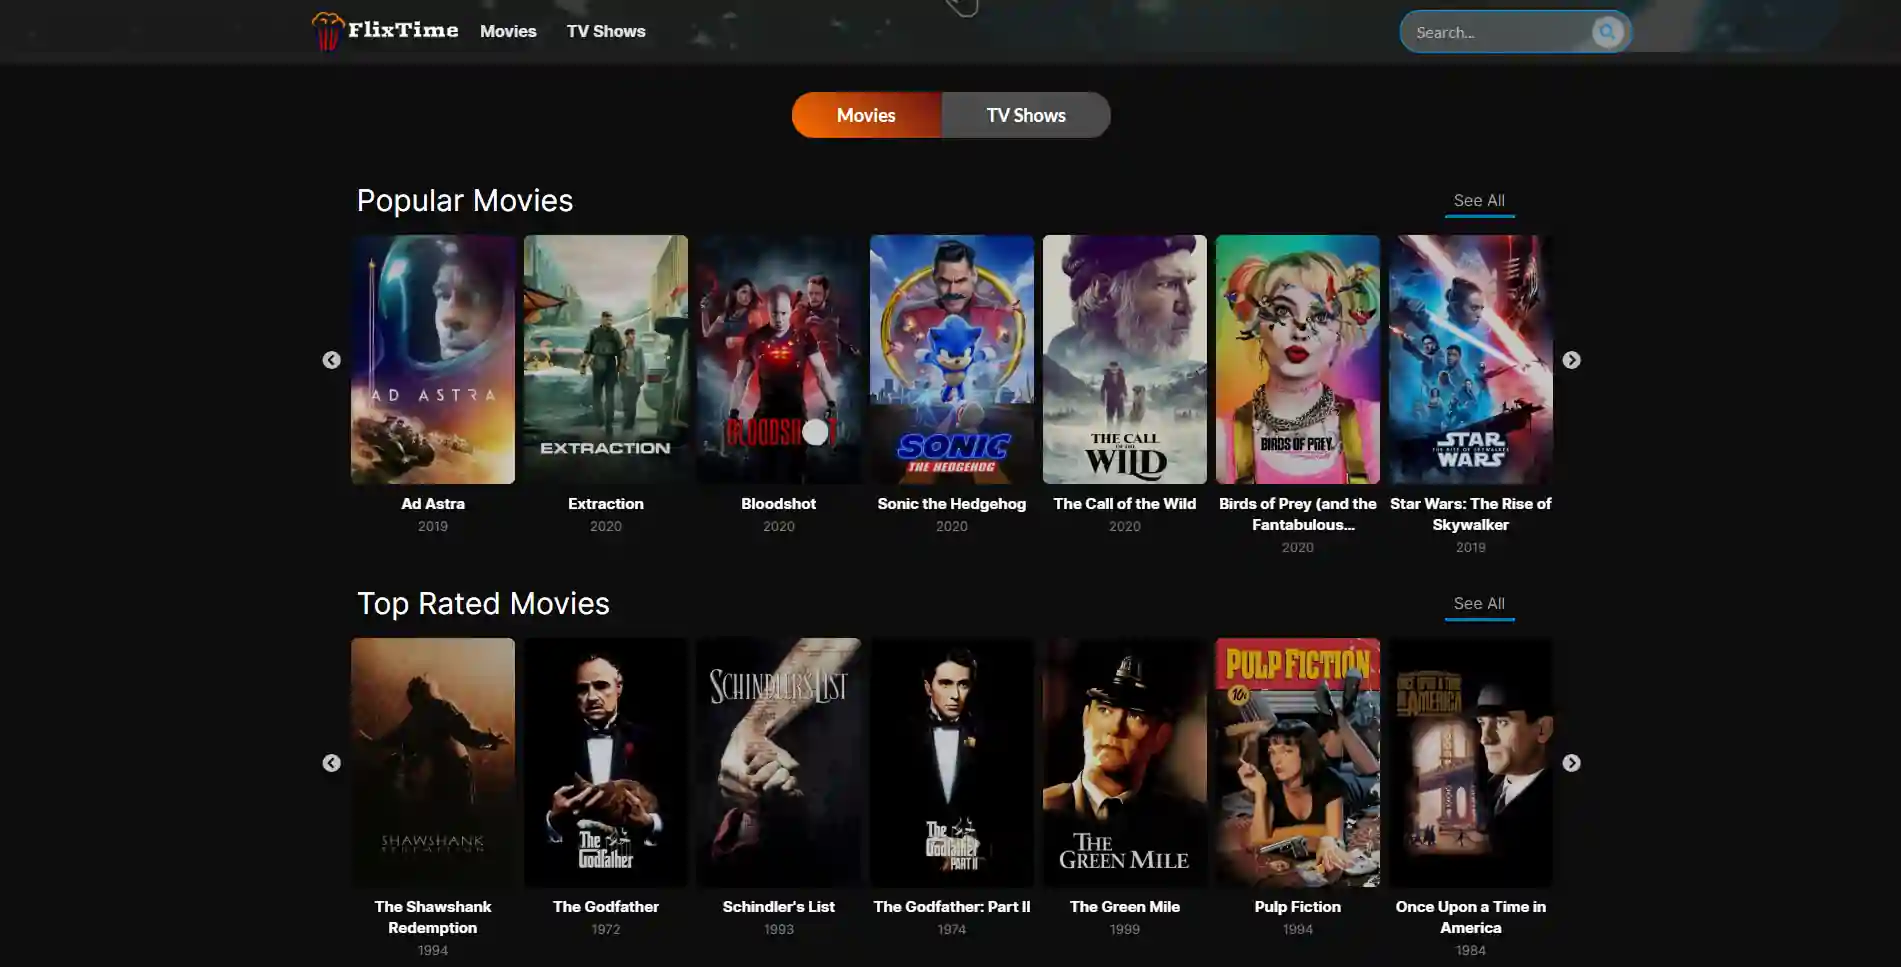 FlixTime Movies TV Shows Search...
Movies TV Shows
Popular Movies See All
AD ASTRA
EXTRACTION
BLOODSHOT
SONIC
THE HEDGEHOG
THE CALL
OF THE
WILD
BIRDS OF PREY
STAR
THE RISE OF SKYWALKER
WARS
Ad Astra
2019
Extraction
2020
Bloodshot
2020
Sonic the Hedgehog
2020
The Call of the Wild
2020
Birds of Prey (and the
Fantabulous...
2020
Star Wars: The Rise of
Skywalker
2019
Top Rated Movies See All
SHAWSHANK
REDEMPTION
The
Godfather
SCHINDLER'S LIST
The
Godfather
PART II
THE
GREEN MILE
PULP FICTION
10¢
ONCE UPON A TIME IN
AMERICA
The Shawshank
Redemption
1994
The Godfather
1972
Schindler's List
1993
The Godfather: Part II
1974
The Green Mile
1999
Pulp Fiction
1994
Once Upon a Time in
America
1984